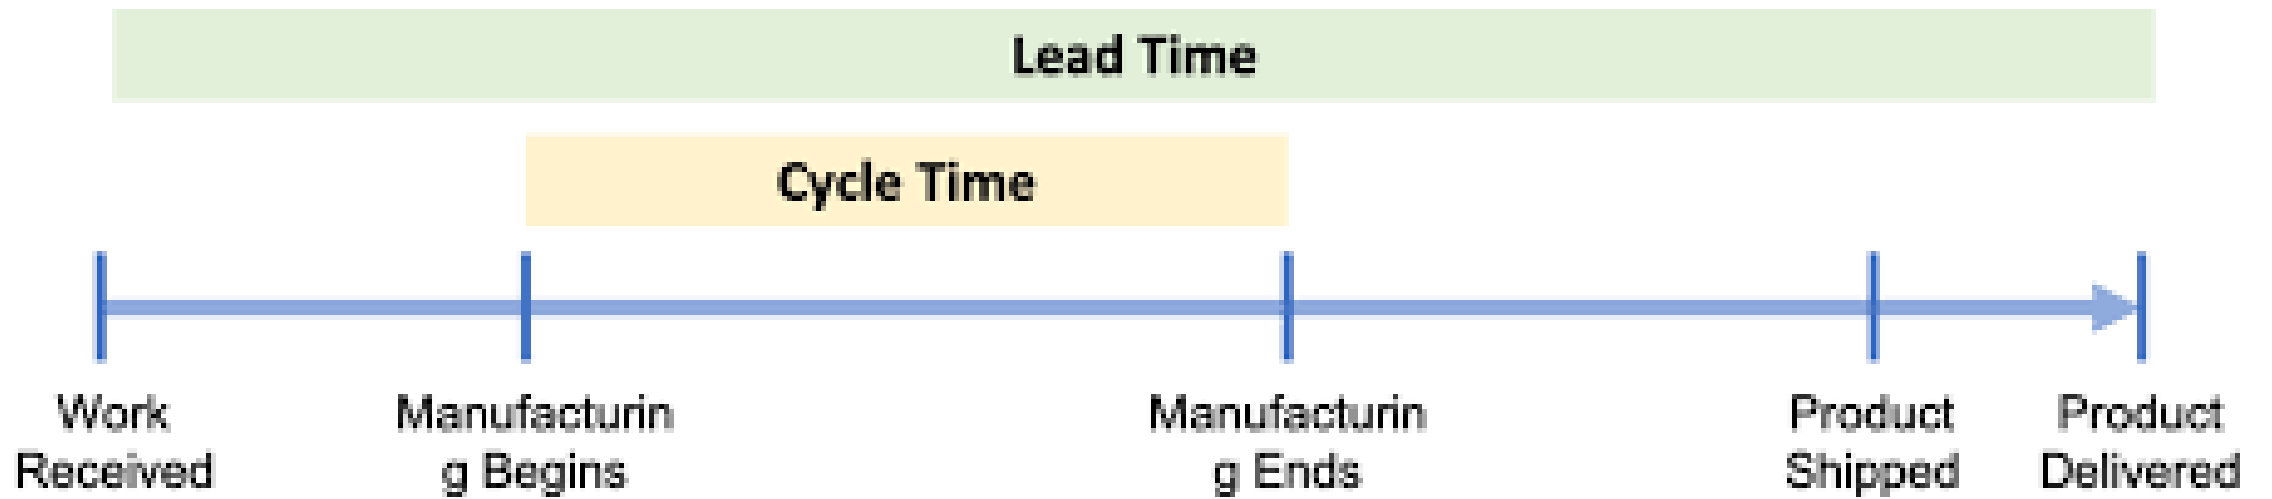 Lead Time
Cycle Time
Work
Received
Manufacturin
g Begins
Manufacturin
g Ends
Product
Shipped
Product
Delivered